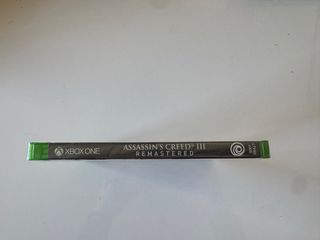 XBOX ONE
ASSASSIN'S CREED® III
REMASTERED